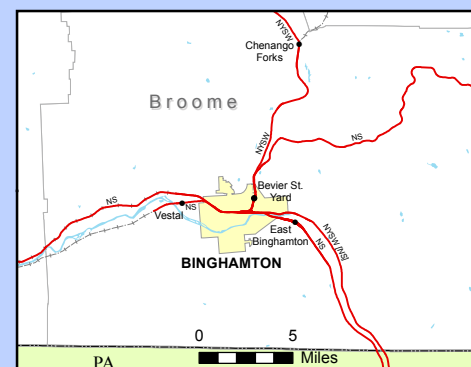 NYSW
Chenango
Forks
Broome
NYSW
NS
Bevier St.
Yard
NS
NS
Vestal
East
Binghamton
NS
NYSW [NS]
BINGHAMTON
0 5
Miles
PA